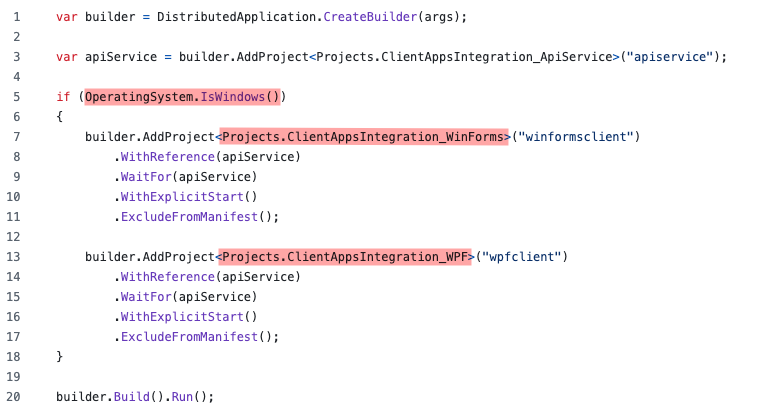 1 var builder = DistributedApplication.CreateBuilder(args);
2
3 var apiService = builder.AddProject<Projects.ClientAppsIntegration_ApiService>("apiservice");
4
5 if (OperatingSystem.IsWindows())
6 {
7 builder.AddProject<Projects.ClientAppsIntegration_WinForms>("winformsclient")
8 .WithReference(apiService)
9 .WaitFor(apiService)
10 .WithExplicitStart()
11 .ExcludeFromManifest();
12
13 builder.AddProject<Projects.ClientAppsIntegration_WPF>("wpfclient")
14 .WithReference(apiService)
15 .WaitFor(apiService)
16 .WithExplicitStart()
17 .ExcludeFromManifest();
18 }
19
20 builder.Build().Run();